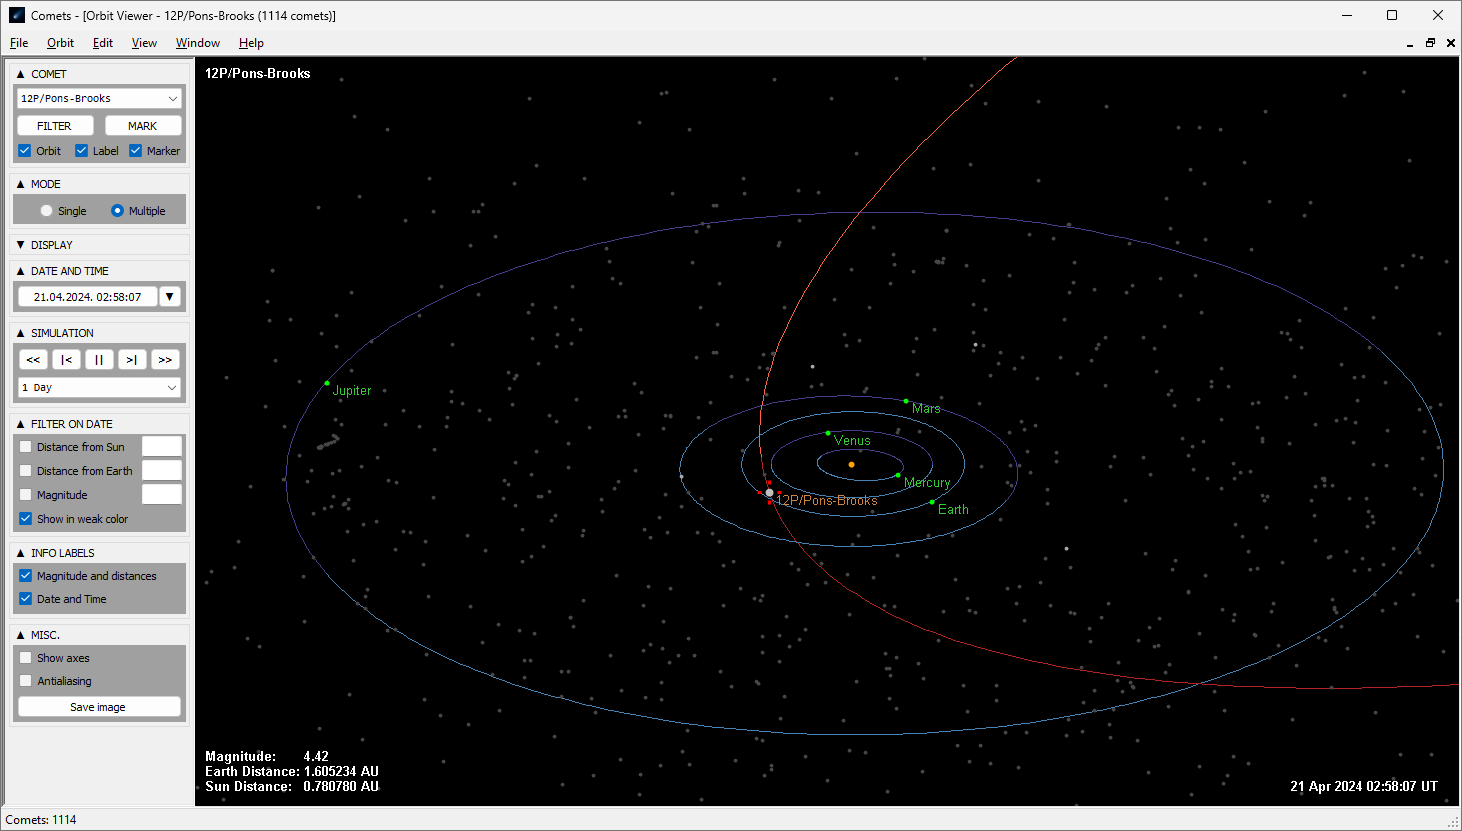 Comets - [Orbit Viewer - 12P/Pons-Brooks (1114 comets)]
File Orbit Edit View Window Help
▲ COMET
12P/Pons-Brooks
FILTER MARK
Orbit Label Marker
▲ MODE
Single Multiple
▼ DISPLAY
▲ DATE AND TIME
21.04.2024. 02:58:07 ▼
▲ SIMULATION
<< |< || >| >>
1 Day
▲ FILTER ON DATE
Distance from Sun
Distance from Earth
Magnitude
Show in weak color
▲ INFO LABELS
Magnitude and distances
Date and Time
▲ MISC.
Show axes
Antialiasing
Save image
12P/Pons-Brooks
Jupiter
Mars
Venus
Mercury
12P/Pons-Brooks
Earth
Magnitude: 4.42
Earth Distance: 1.605234 AU
Sun Distance: 0.780780 AU
21 Apr 2024 02:58:07 UT
Comets: 1114